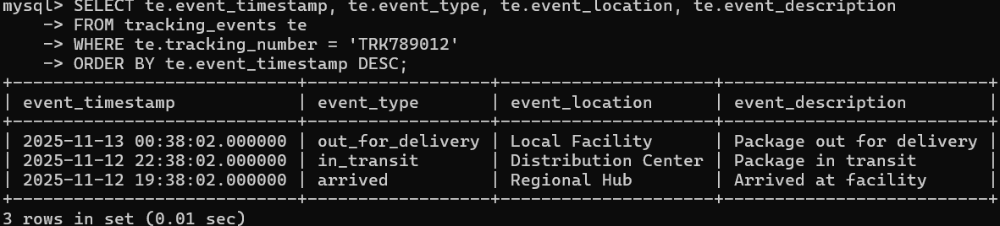 mysql> SELECT te.event_timestamp, te.event_type, te.event_location, te.event_description
    -> FROM tracking_events te
    -> WHERE te.tracking_number = 'TRK789012'
    -> ORDER BY te.event_timestamp DESC;
+----------------------------+------------------+---------------------+--------------------------+
| event_timestamp            | event_type       | event_location      | event_description        |
+----------------------------+------------------+---------------------+--------------------------+
| 2025-11-13 00:38:02.000000 | out_for_delivery | Local Facility      | Package out for delivery |
| 2025-11-12 22:38:02.000000 | in_transit       | Distribution Center | Package in transit       |
| 2025-11-12 19:38:02.000000 | arrived          | Regional Hub        | Arrived at facility      |
+----------------------------+------------------+---------------------+--------------------------+
3 rows in set (0.01 sec)